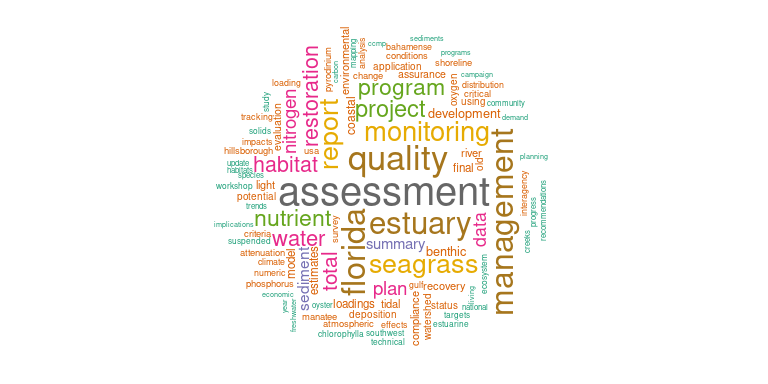 sediments
ccmp
bahamense
programs
conditions
environmental
mapping
analysis
restoration
pyrodinium
carbon
application
shoreline
change
assurance
campaign
loading
program
oxygen
distribution
critical
study
nitrogen
report
coastal
project
using
community
tracking
evaluation
development
demand
solids
monitoring
impacts
hillsborough
usa
quality
river
planning
update
habitat
final
old
management
habitats
species
workshop
light
assessment
potential
interagency
recommendations
trends
nutrient
florida
estuary
progress
implications
survey
data
criteria
water
summary
suspended
benthic
creeks
attenuation
model
sediment
estimates
total
seagrass
ecosystem
climate
numeric
phosphorus
plan
gulf
recovery
living
economic
year
freshwater
oyster
loadings
tidal
compliance
watershed
status
national
manatee
deposition
targets
atmospheric
effects
estuarine
chlorophylla
southwest
technical